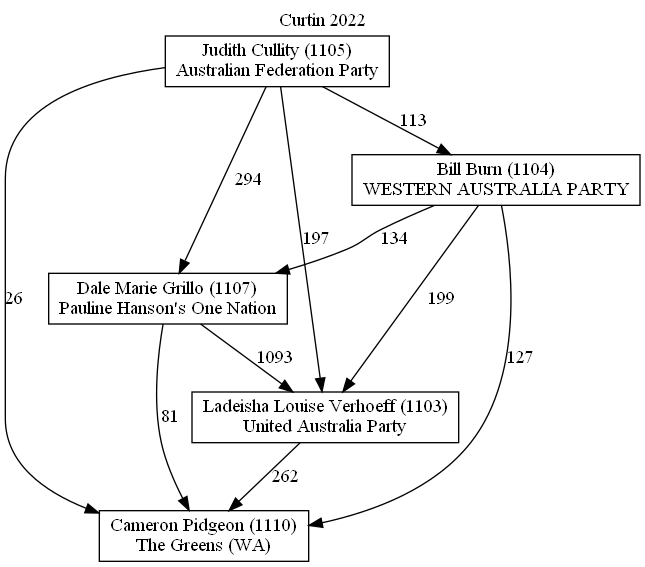 Curtin 2022
Judith Cullity (1105)
Australian Federation Party
113
Bill Burn (1104)
WESTERN AUSTRALIA PARTY
294
197
134
Dale Marie Grillo (1107)
Pauline Hanson's One Nation
26
199
1093
127
Ladeisha Louise Verhoeff (1103)
United Australia Party
81
262
Cameron Pidgeon (1110)
The Greens (WA)